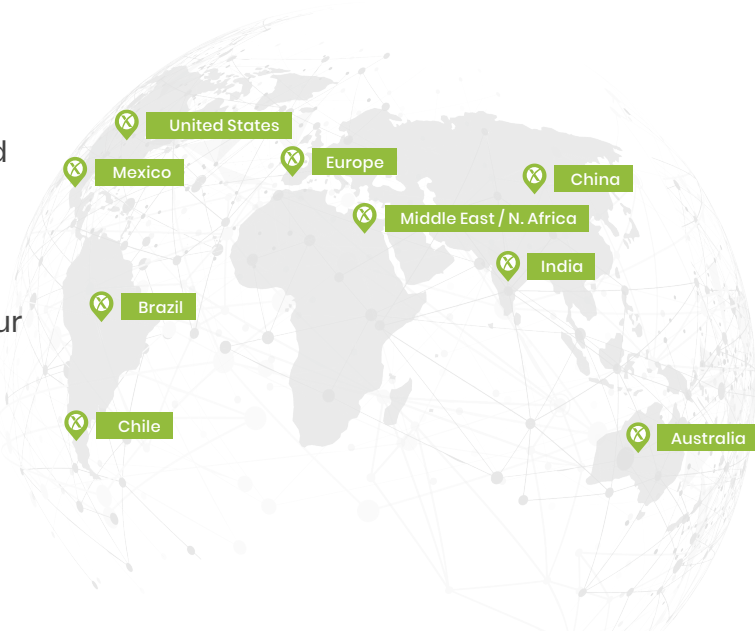 United States
Europe
Mexico
China
Middle East / N. Africa
India
Brazil
Chile
Australia